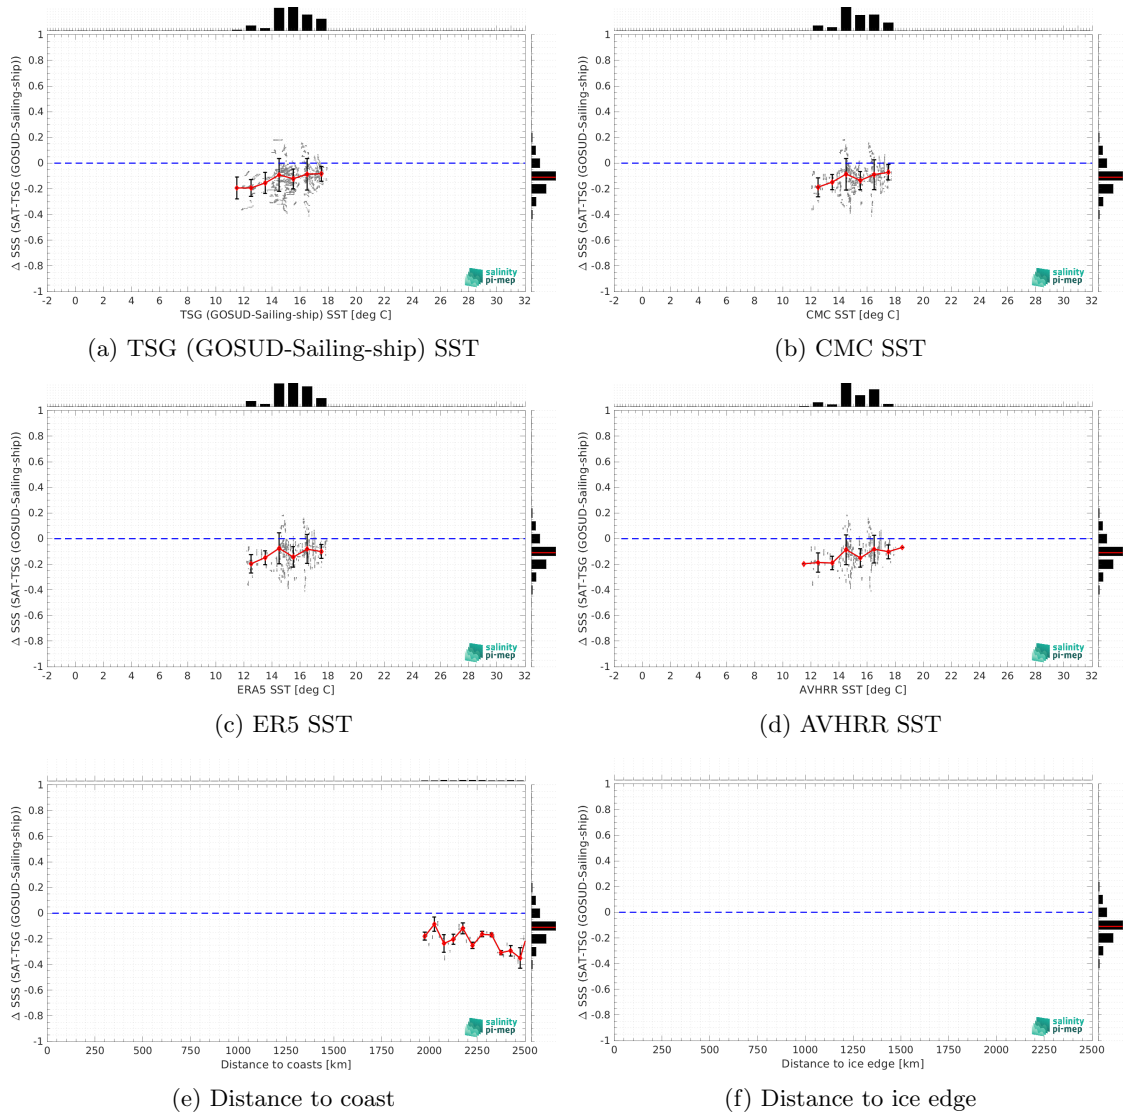 1
0.8
0.6
0.4
0.2
0
-0.2
-0.4
-0.6
-0.8
-1
Δ SSS (SAT-TSG (GOSUD-Sailing-ship))
salinity
pi-mep
-2 0 2 4 6 8 10 12 14 16 18 20 22 24 26 28 30 32
TSG (GOSUD-Sailing-ship) SST [deg C]
(a) TSG (GOSUD-Sailing-ship) SST
1
0.8
0.6
0.4
0.2
0
-0.2
-0.4
-0.6
-0.8
-1
Δ SSS (SAT-TSG (GOSUD-Sailing-ship))
salinity
pi-mep
-2 0 2 4 6 8 10 12 14 16 18 20 22 24 26 28 30 32
CMC SST [deg C]
(b) CMC SST
1
0.8
0.6
0.4
0.2
0
-0.2
-0.4
-0.6
-0.8
-1
Δ SSS (SAT-TSG (GOSUD-Sailing-ship))
salinity
pi-mep
-2 0 2 4 6 8 10 12 14 16 18 20 22 24 26 28 30 32
ERA5 SST [deg C]
(c) ER5 SST
1
0.8
0.6
0.4
0.2
0
-0.2
-0.4
-0.6
-0.8
-1
Δ SSS (SAT-TSG (GOSUD-Sailing-ship))
salinity
pi-mep
-2 0 2 4 6 8 10 12 14 16 18 20 22 24 26 28 30 32
AVHRR SST [deg C]
(d) AVHRR SST
1
0.8
0.6
0.4
0.2
0
-0.2
-0.4
-0.6
-0.8
-1
Δ SSS (SAT-TSG (GOSUD-Sailing-ship))
salinity
pi-mep
0 250 500 750 1000 1250 1500 1750 2000 2250 2500
Distance to coasts [km]
(e) Distance to coast
1
0.8
0.6
0.4
0.2
0
-0.2
-0.4
-0.6
-0.8
-1
Δ SSS (SAT-TSG (GOSUD-Sailing-ship))
salinity
pi-mep
0 250 500 750 1000 1250 1500 1750 2000 2250 2500
Distance to ice edge [km]
(f) Distance to ice edge